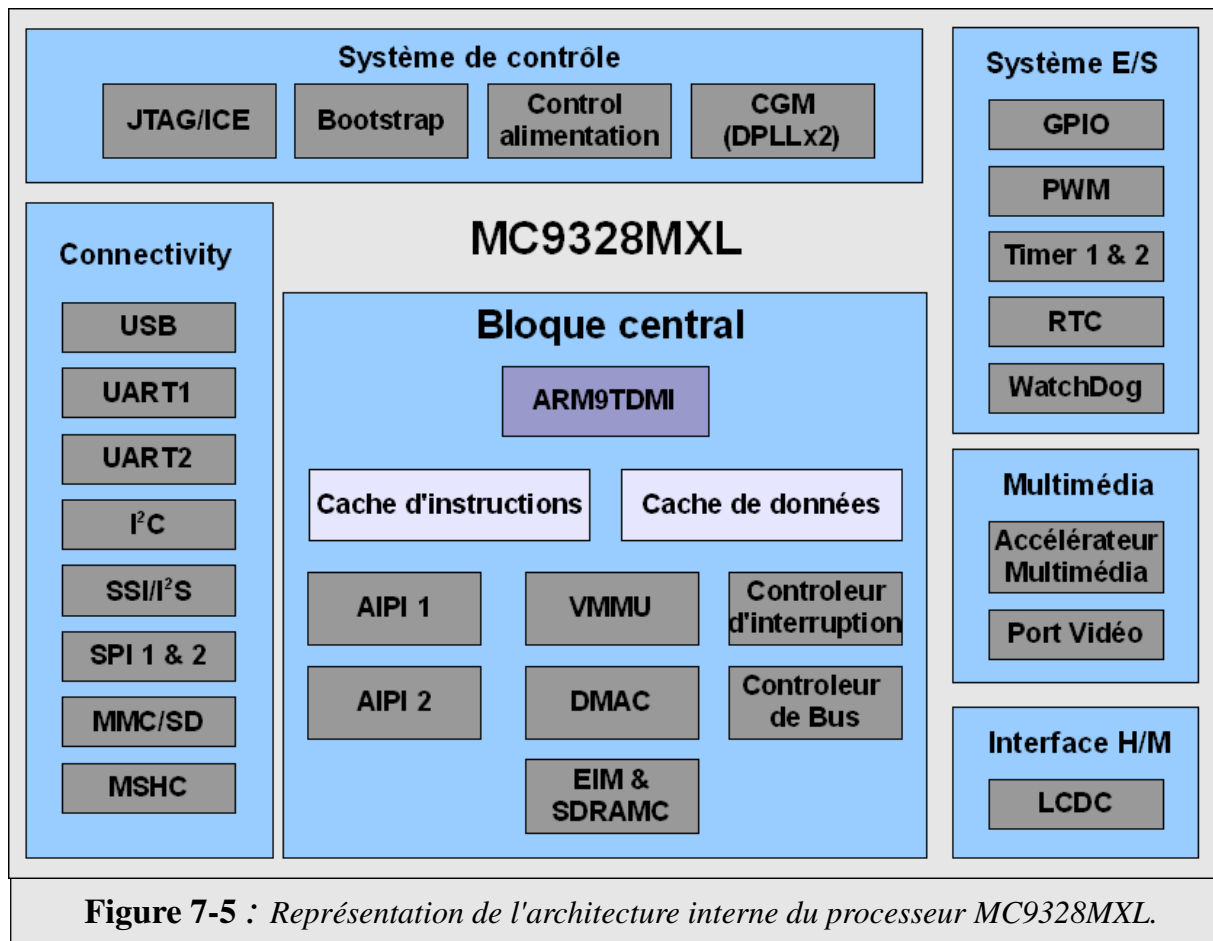 Système de contrôle
JTAG/ICE
Bootstrap
Control
alimentation
CGM
(DPLLx2)
Système E/S
GPIO
PWM
Timer 1 & 2
RTC
WatchDog
Connectivity
USB
UART1
UART2
I²C
SSI/I²S
SPI 1 & 2
MMC/SD
MSHC
MC9328MXL
Bloque central
ARM9TDMI
Cache d'instructions
Cache de données
AIPI 1
VMMU
Controleur
d'interruption
AIPI 2
DMAC
Controleur
de Bus
EIM &
SDRAMC
Multimédia
Accélérateur
Multimédia
Port Vidéo
Interface H/M
LCDC
Figure 7-5 : Représentation de l'architecture interne du processeur MC9328MXL.